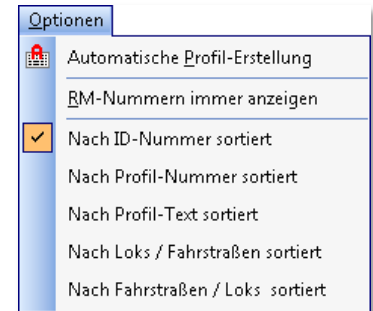 Optionen
Automatische Profil-Erstellung
RM-Nummern immer anzeigen
Nach ID-Nummer sortiert
Nach Profil-Nummer sortiert
Nach Profil-Text sortiert
Nach Loks / Fahrstraßen sortiert
Nach Fahrstraßen / Loks sortiert